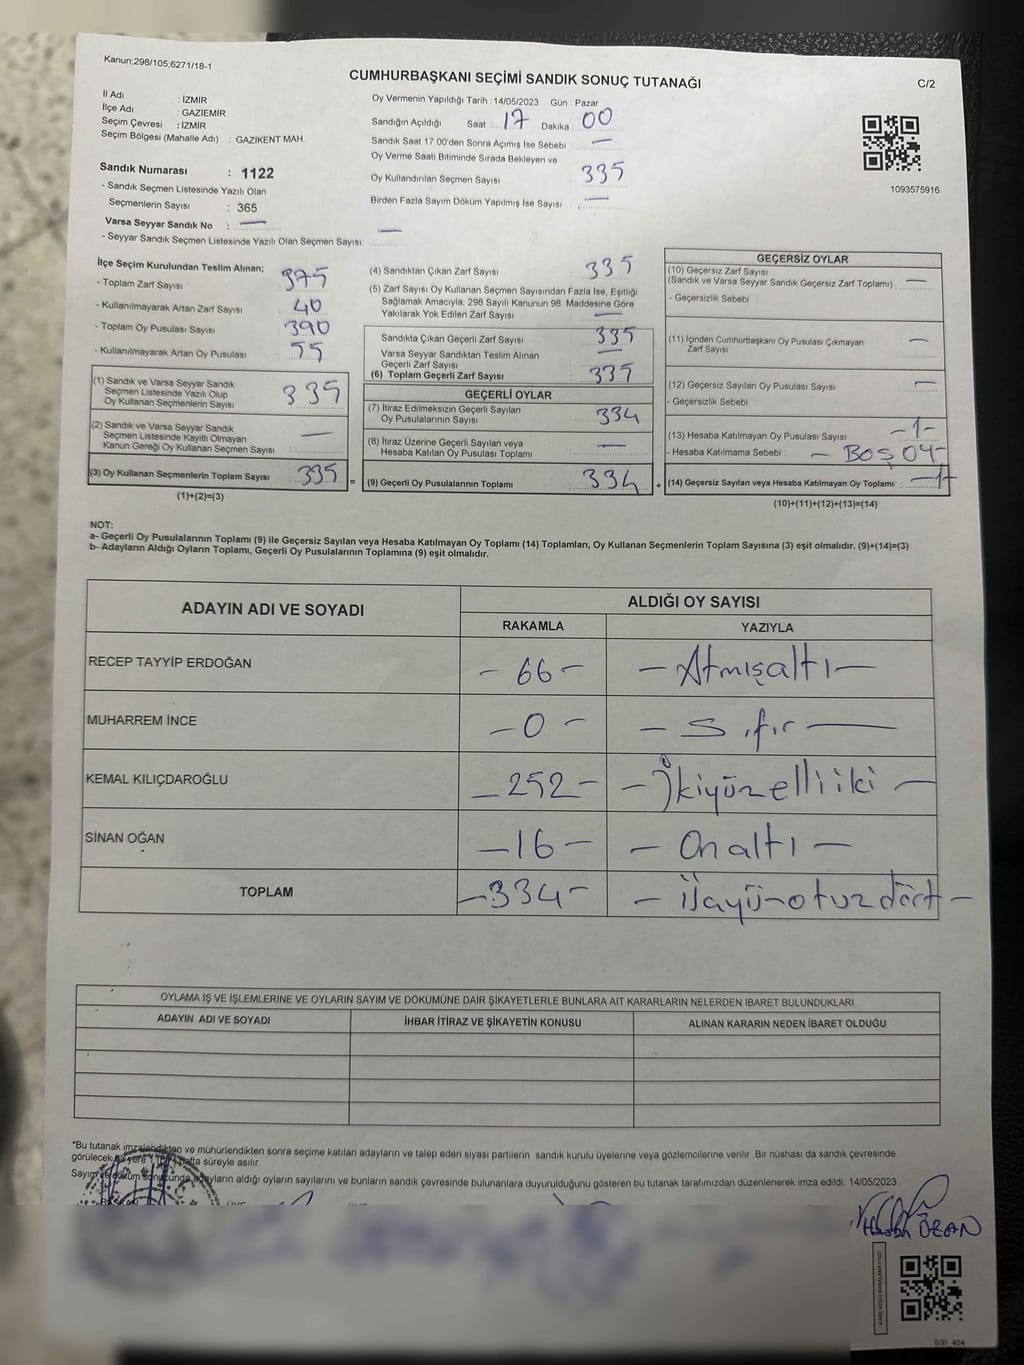 Kanun:298/105,6271/18-1
CUMHURBAŞKANI SEÇİMİ SANDIK SONUÇ TUTANAĞI
C/2
İl Adı : İZMİR
İlçe Adı : GAZİEMİR
Seçim Çevresi : İZMİR
Seçim Bölgesi (Mahalle Adı) : GAZİKENT MAH.
Sandık Numarası : 1122
- Sandık Seçmen Listesinde Yazılı Olan
Seçmenlerin Sayısı : 365
Varsa Seyyar Sandık No : —
- Seyyar Sandık Seçmen Listesinde Yazılı Olan Seçmen Sayısı: —
Oy Vermenin Yapıldığı Tarih : 14/05/2023 Gün : Pazar
Sandığın Açıldığı Saat : 17 Dakika : 00
Sandık Saat 17:00'den Sonra Açımış İse Sebebi : —
Oy Verme Saati Bitiminde Sırada Bekleyen ve
Oy Kullandırılan Seçmen Sayısı : 335
Birden Fazla Sayım Döküm Yapılmış İse Sayısı : —
1093575916
İlçe Seçim Kurulundan Teslim Alınan;
- Toplam Zarf Sayısı : 375
- Kullanılmayarak Artan Zarf Sayısı : 40
- Toplam Oy Pusulası Sayısı : 390
- Kullanılmayarak Artan Oy Pusulası : 55
(1) Sandık ve Varsa Seyyar Sandık
Seçmen Listesinde Yazılı Olup
Oy Kullanan Seçmenlerin Sayısı : 335
(2) Sandık ve Varsa Seyyar Sandık
Seçmen Listesinde Kayıtlı Olmayan
Kanun Gereği Oy Kullanan Seçmen Sayısı : —
(3) Oy Kullanan Seçmenlerin Toplam Sayısı : 335
(1)+(2)=(3)
(4) Sandıktan Çıkan Zarf Sayısı : 335
(5) Zarf Sayısı Oy Kullanan Seçmen Sayısından Fazla İse, Eşitliği
Sağlamak Amacıyla, 298 Sayılı Kanunun 98. Maddesine Göre
Yakılarak Yok Edilen Zarf Sayısı : —
Sandıkta Çıkan Geçerli Zarf Sayısı : 335
Varsa Seyyar Sandıktan Teslim Alınan
Geçerli Zarf Sayısı : —
(6) Toplam Geçerli Zarf Sayısı : 335
GEÇERLİ OYLAR
(7) İtiraz Edilmeksizin Geçerli Sayılan
Oy Pusulalarının Sayısı : 334
(8) İtiraz Üzerine Geçerli Sayılan veya
Hesaba Katılan Oy Pusulası Toplamı : —
= (9) Geçerli Oy Pusulalarının Toplamı : 334
GEÇERSİZ OYLAR
(10) Geçersiz Zarf Sayısı
(Sandık ve Varsa Seyyar Sandık Geçersiz Zarf Toplamı) : —
- Geçersizlik Sebebi :
(11) İçinden Cumhurbaşkanı Oy Pusulası Çıkmayan
Zarf Sayısı : —
(12) Geçersiz Sayılan Oy Pusulası Sayısı : —
- Geçersizlik Sebebi :
(13) Hesaba Katılmayan Oy Pusulası Sayısı : -1-
- Hesaba Katılmama Sebebi : - BOŞ OY-
+ (14) Geçersiz Sayılan veya Hesaba Katılmayan Oy Toplamı : -1-
(10)+(11)+(12)+(13)=(14)
NOT:
a- Geçerli Oy Pusulalarının Toplamı (9) ile Geçersiz Sayılan veya Hesaba Katılmayan Oy Toplamı (14) Toplamları, Oy Kullanan Seçmenlerin Toplam Sayısına (3) eşit olmalıdır. (9)+(14)=(3)
b- Adayların Aldığı Oyların Toplamı, Geçerli Oy Pusulalarının Toplamına (9) eşit olmalıdır.
ADAYIN ADI VE SOYADI
ALDIĞI OY SAYISI
RAKAMLA YAZIYLA
RECEP TAYYİP ERDOĞAN -66- - Atmışaltı -
MUHARREM İNCE -0- - Sıfır -
KEMAL KILIÇDAROĞLU -252- - İkiyüzelliiki -
SİNAN OĞAN -16- - Onaltı -
TOPLAM -334-
OYLAMA İŞ VE İŞLEMLERİNE VE OYLARIN SAYIM VE DÖKÜMÜNE DAİR ŞİKAYETLERLE BUNLARA AİT KARARLARIN NELERDEN İBARET BULUNDUKLARI
ADAYIN ADI VE SOYADI İHBAR İTİRAZ VE ŞİKAYETİN KONUSU ALINAN KARARIN NEDEN İBARET OLDUĞU
*Bu tutanak imzalandıktan ve mühürlendikten sonra seçime katılan adayların ve talep eden siyasi partilerin sandık kurulu üyelerine veya gözlemcilerine verilir. Bir nüshası da sandık çevresinde
görülecek bir yere 1 hafta süreyle asılır.
Sayım ve döküm sonucunda adayların aldığı oyların sayılarını ve bunların sandık çevresinde bulunanlara duyurulduğunu gösteren bu tutanak tarafımızdan düzenlenerek imza edildi. 14/05/2023
ÖZCAN
SSI: 404